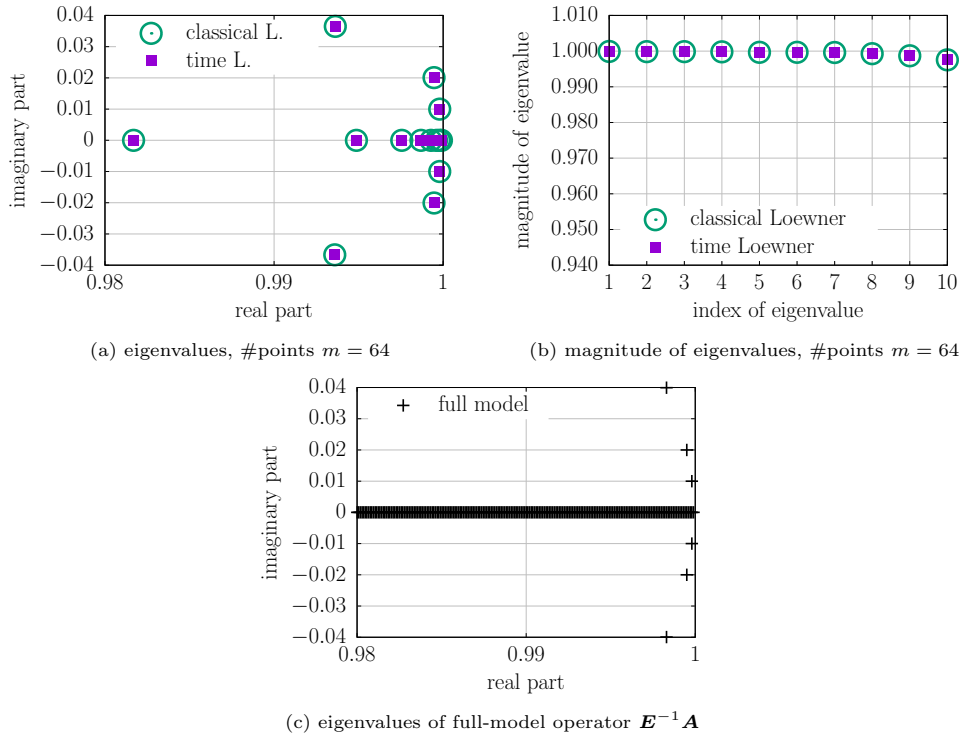 0.04
0.03
0.02
0.01
0
−0.01
−0.02
−0.03
−0.04
0.98
0.99
1
imaginary part
real part
classical L.
time L.
(a) eigenvalues, #points m = 64
1.010
1.000
0.990
0.980
0.970
0.960
0.950
0.940
1 2 3 4 5 6 7 8 9 10
magnitude of eigenvalue
index of eigenvalue
classical Loewner
time Loewner
(b) magnitude of eigenvalues, #points m = 64
0.04
0.03
0.02
0.01
0
−0.01
−0.02
−0.03
−0.04
0.98
0.99
1
imaginary part
real part
full model
(c) eigenvalues of full-model operator E⁻¹A